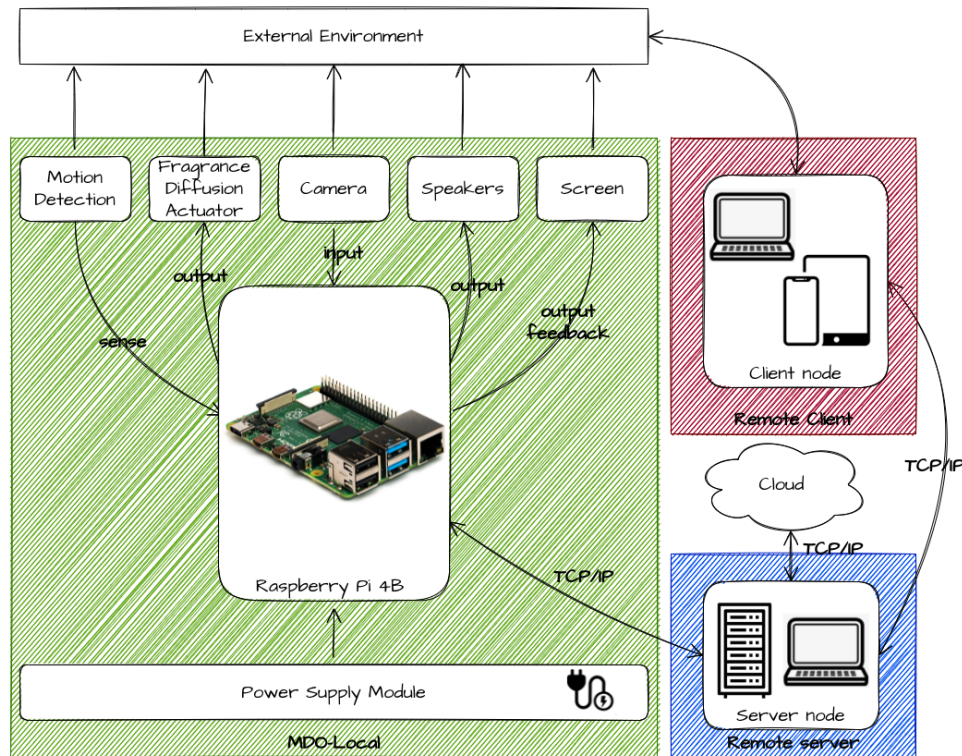 External Environment
Motion
Detection
Fragrance
Diffusion
Actuator
Camera
Speakers
Screen
input
output
output
output
feedback
sense
Raspberry Pi 4B
TCP/IP
Power Supply Module
MDO-Local
Client node
Remote Client
TCP/IP
Cloud
TCP/IP
Server node
Remote server